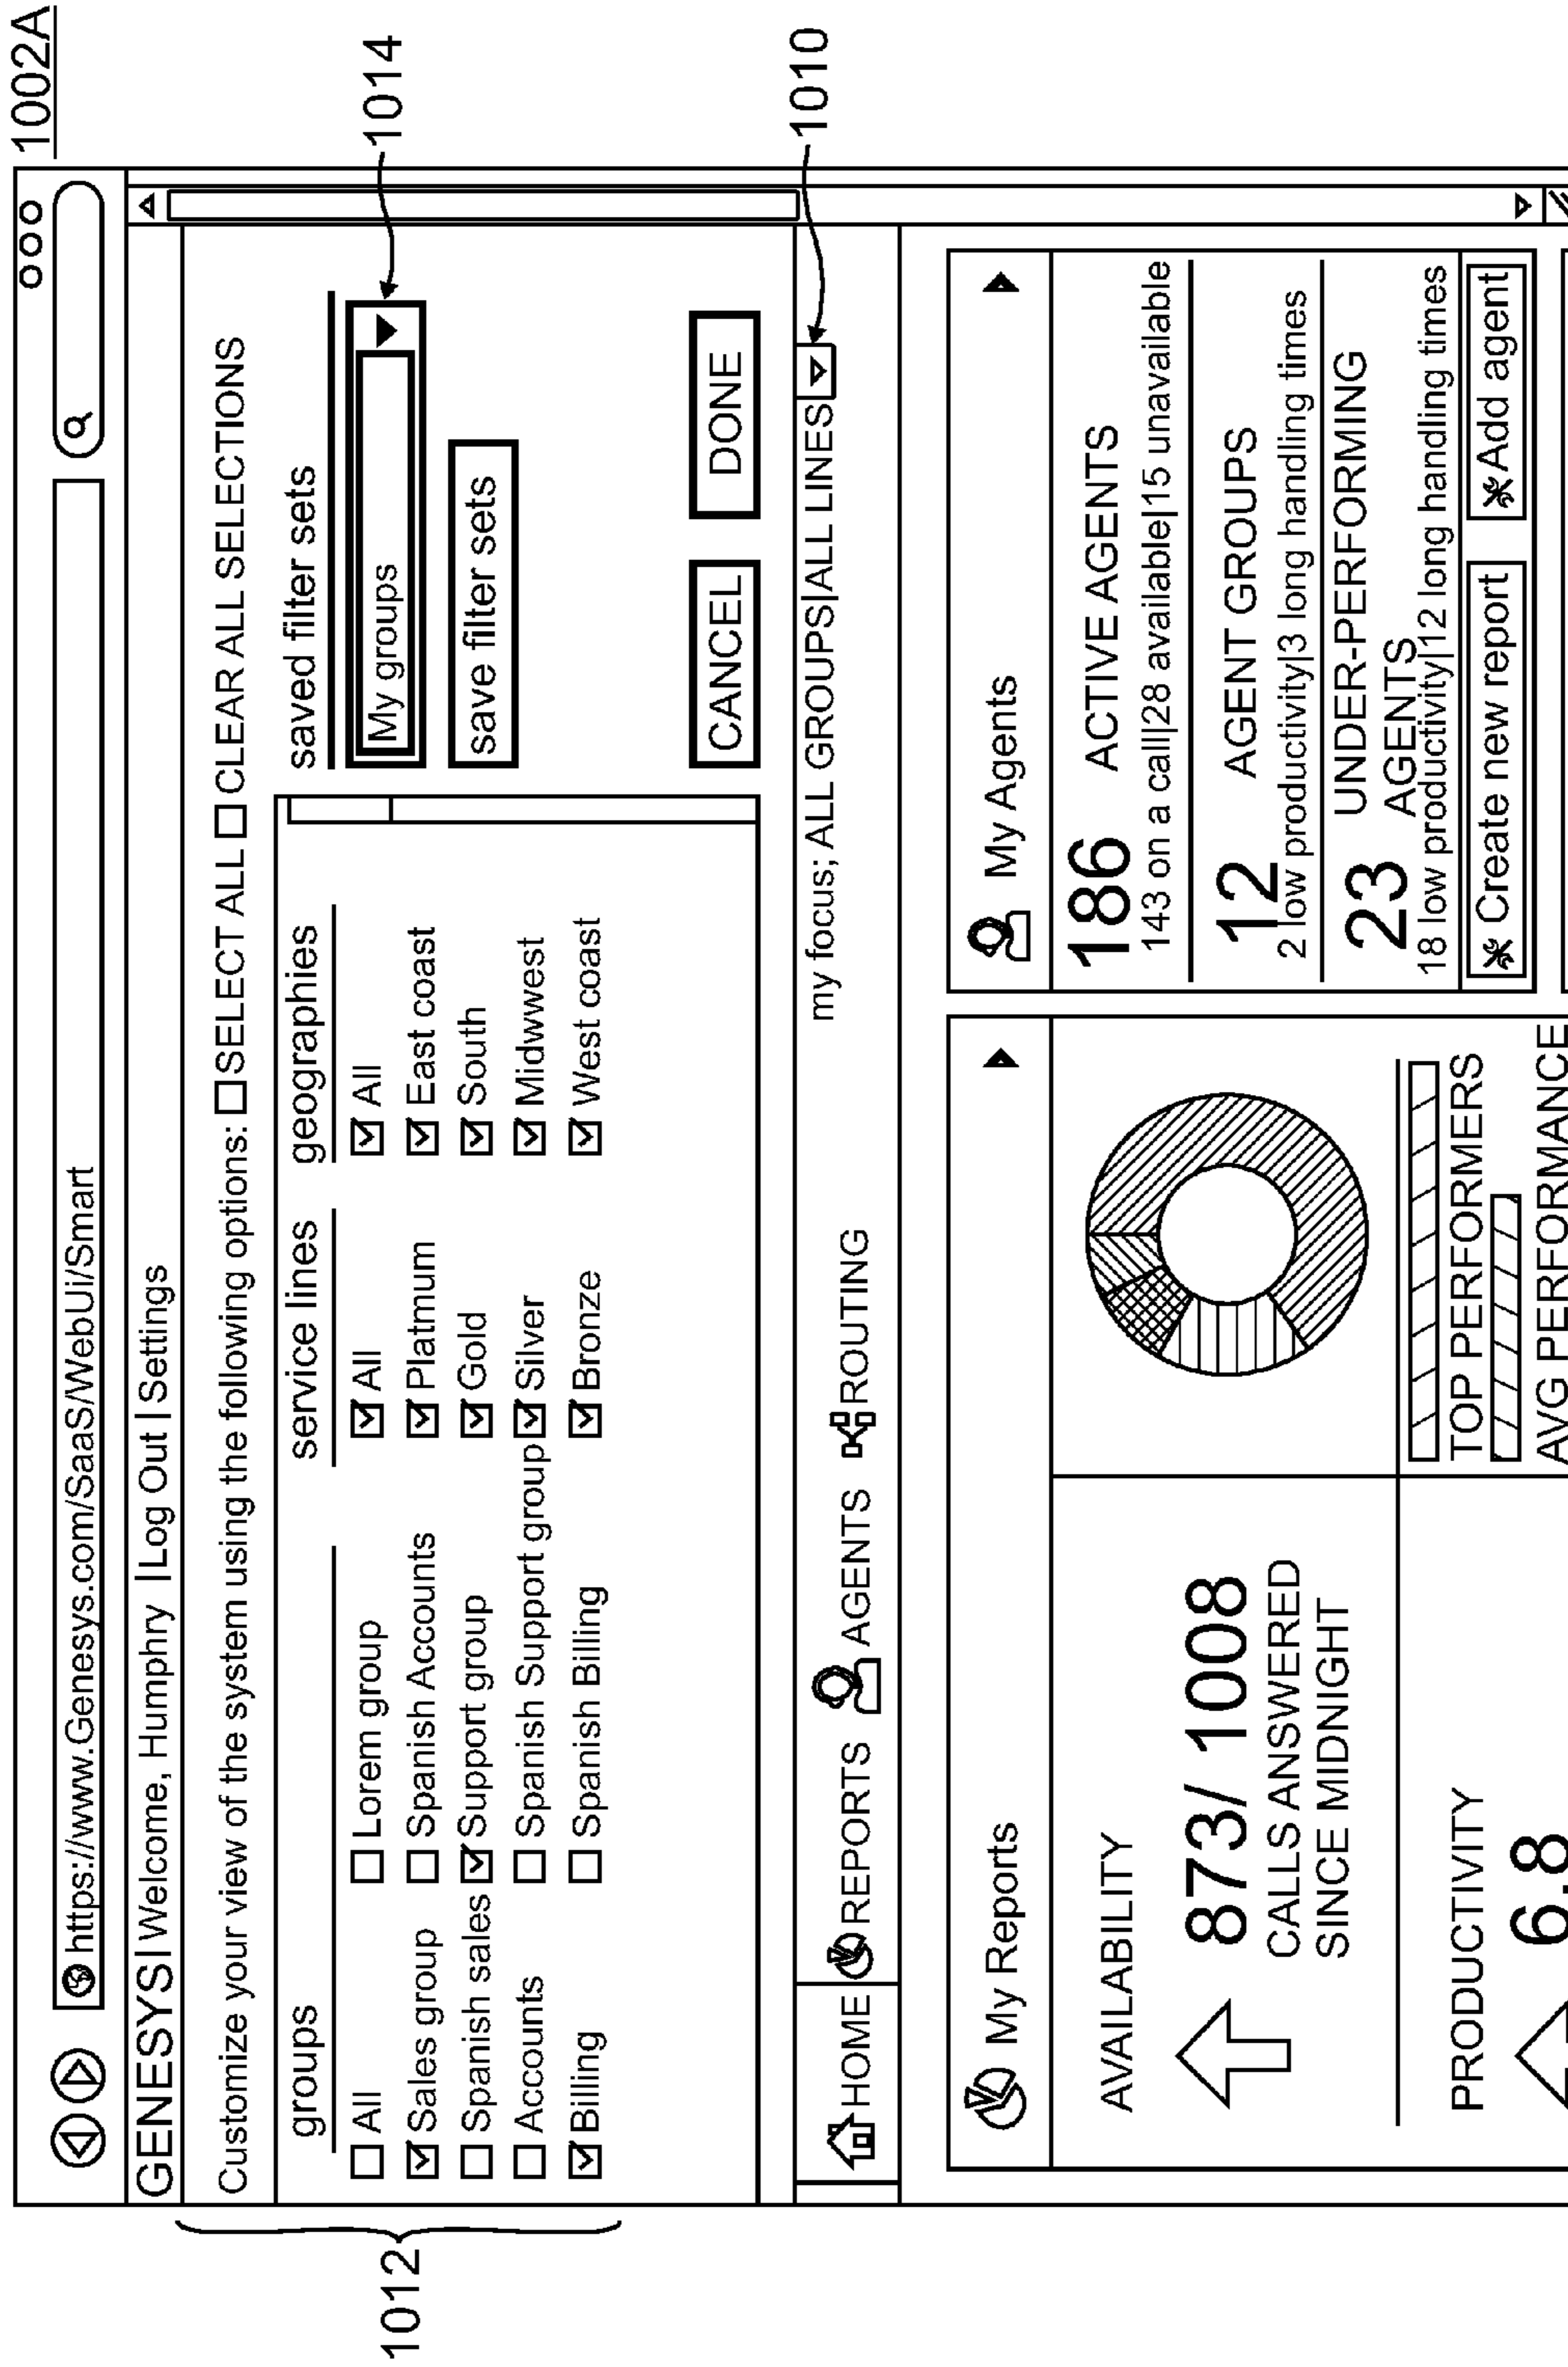 1002A
https://www.Genesys.com/SaaS/WebUi/Smart
GENESYS| Welcome, Humphry |Log Out | Settings
Customize your view of the system using the following options: SELECT ALL CLEAR ALL SELECTIONS
groups
service lines
geographies
saved filter sets
All
Lorem group
All
All
My groups
1014
Sales group
Spanish Accounts
Platmum
East coast
Spanish sales
Support group
Gold
South
save filter sets
Accounts
Spanish Support group
Silver
Midwwest
Billing
Spanish Billing
Bronze
West coast
1012
CANCEL
DONE
HOME
REPORTS
AGENTS
ROUTING
my focus; ALL GROUPS|ALL LINES
1010
My Reports
AVAILABILITY
873/ 1008
CALLS ANSWERED
SINCE MIDNIGHT
PRODUCTIVITY
6.8
TOP PERFORMERS
AVG PERFORMANCE
My Agents
186 ACTIVE AGENTS
143 on a call|28 available|15 unavailable
12 AGENT GROUPS
2 low productivity|3 long handling times
23 UNDER-PERFORMING
AGENTS
18 low productivity|12 long handling times
Create new report
Add agent